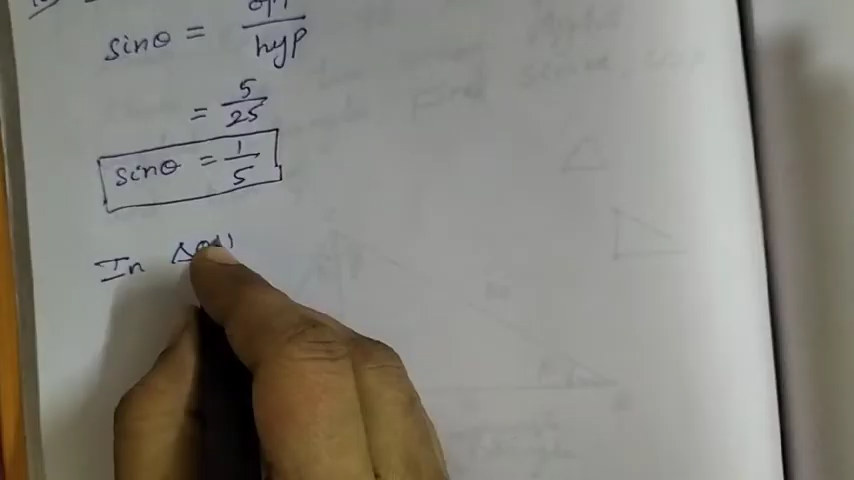 sinθ = opp/hyp
= 5/25
sinθ = 1/5
In Δ